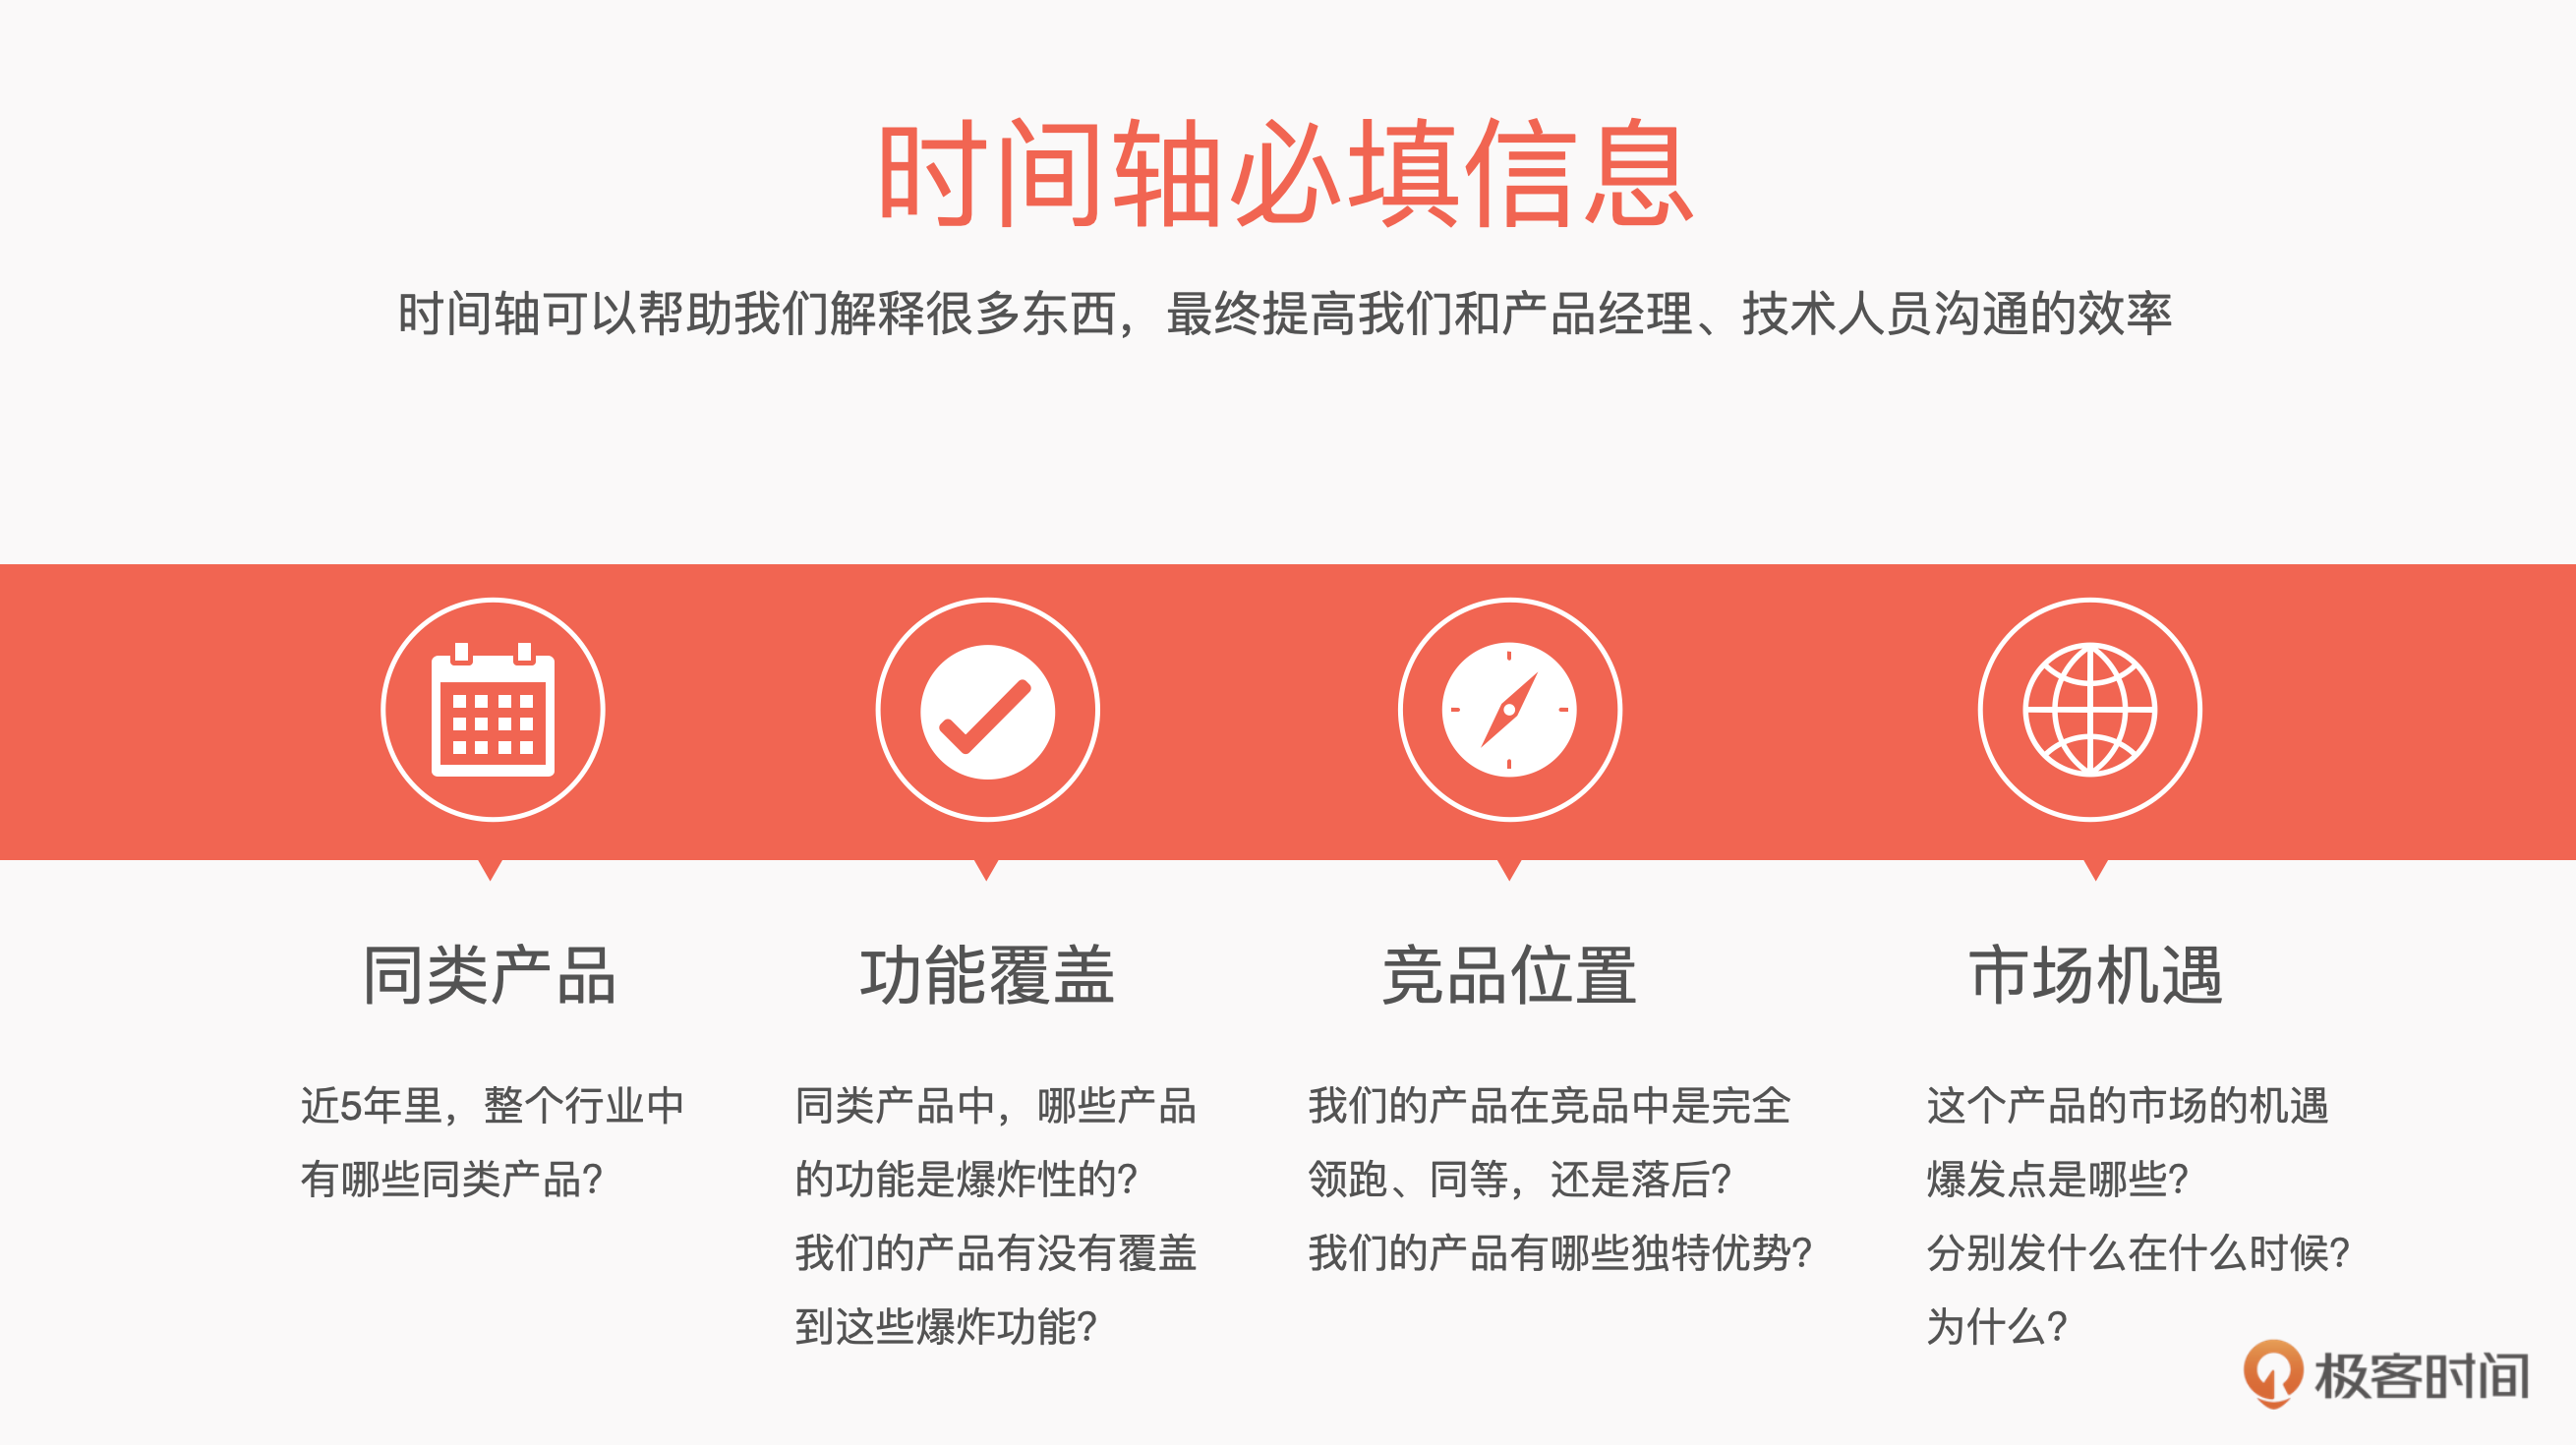 时间轴必填信息
时间轴可以帮助我们解释很多东西，最终提高我们和产品经理、技术人员沟通的效率
同类产品
近5年里，整个行业中
有哪些同类产品?
功能覆盖
同类产品中，哪些产品
的功能是爆炸性的?
我们的产品有没有覆盖
到这些爆炸功能?
竞品位置
我们的产品在竞品中是完全
领跑、同等，还是落后?
我们的产品有哪些独特优势?
市场机遇
这个产品的市场的机遇
爆发点是哪些?
分别发什么在什么时候?
为什么?
极客时间